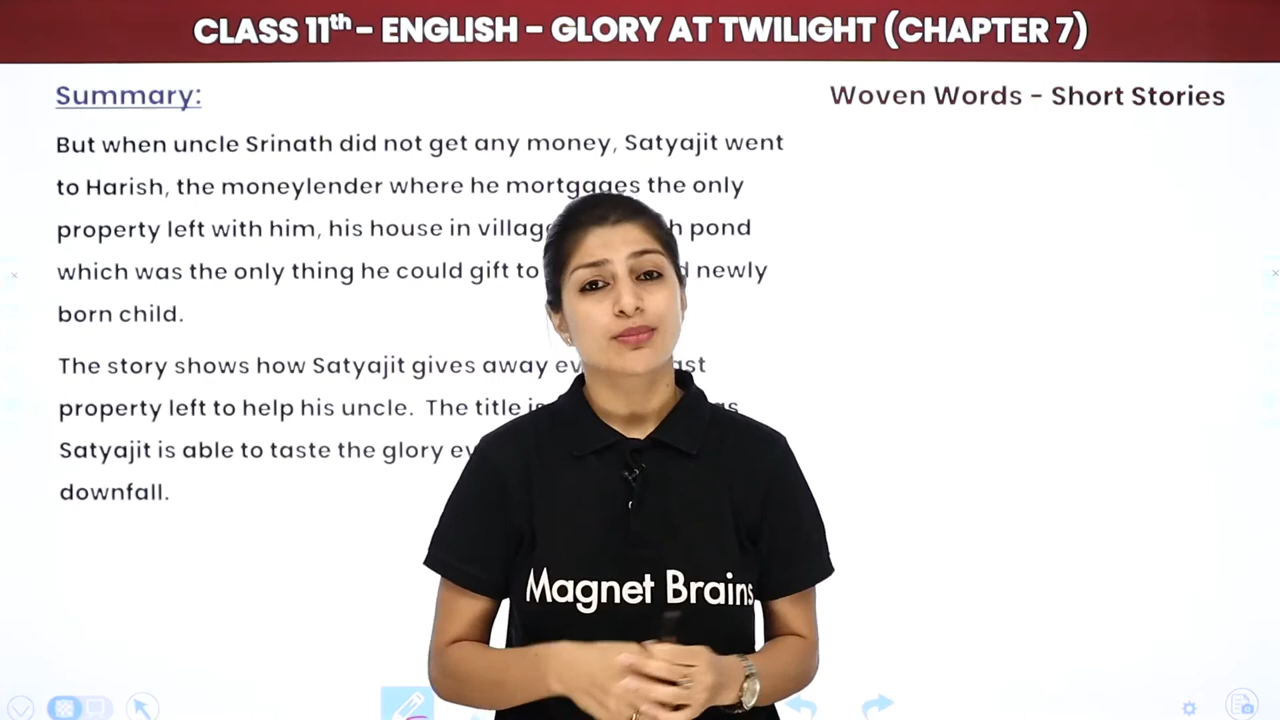 CLASS 11th - ENGLISH - GLORY AT TWILIGHT (CHAPTER 7)
Summary:
Woven Words - Short Stories
But when uncle Srinath did not get any money, Satyajit went
to Harish, the moneylender where he mortgages the only
property left with him, his house in pond
which was the only thing he could gift to newly
born child.
The story shows how Satyajit gives away
property left to help his uncle. The title
Satyajit is able to taste the glory
downfall.
Magnet Brains